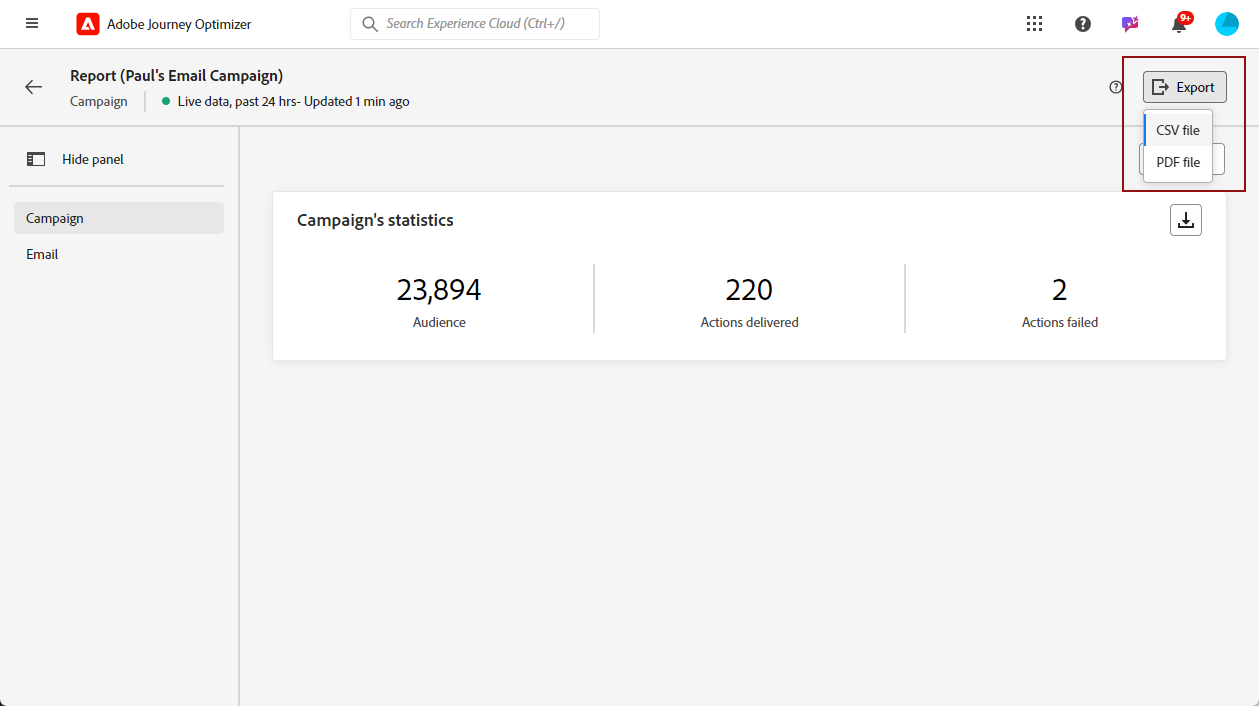 Adobe Journey Optimizer
Search Experience Cloud (Ctrl+/)
9+
Report (Paul's Email Campaign)
Campaign
Live data, past 24 hrs- Updated 1 min ago
Export
CSV file
PDF file
Hide panel
Campaign
Email
Campaign's statistics
23,894
Audience
220
Actions delivered
2
Actions failed